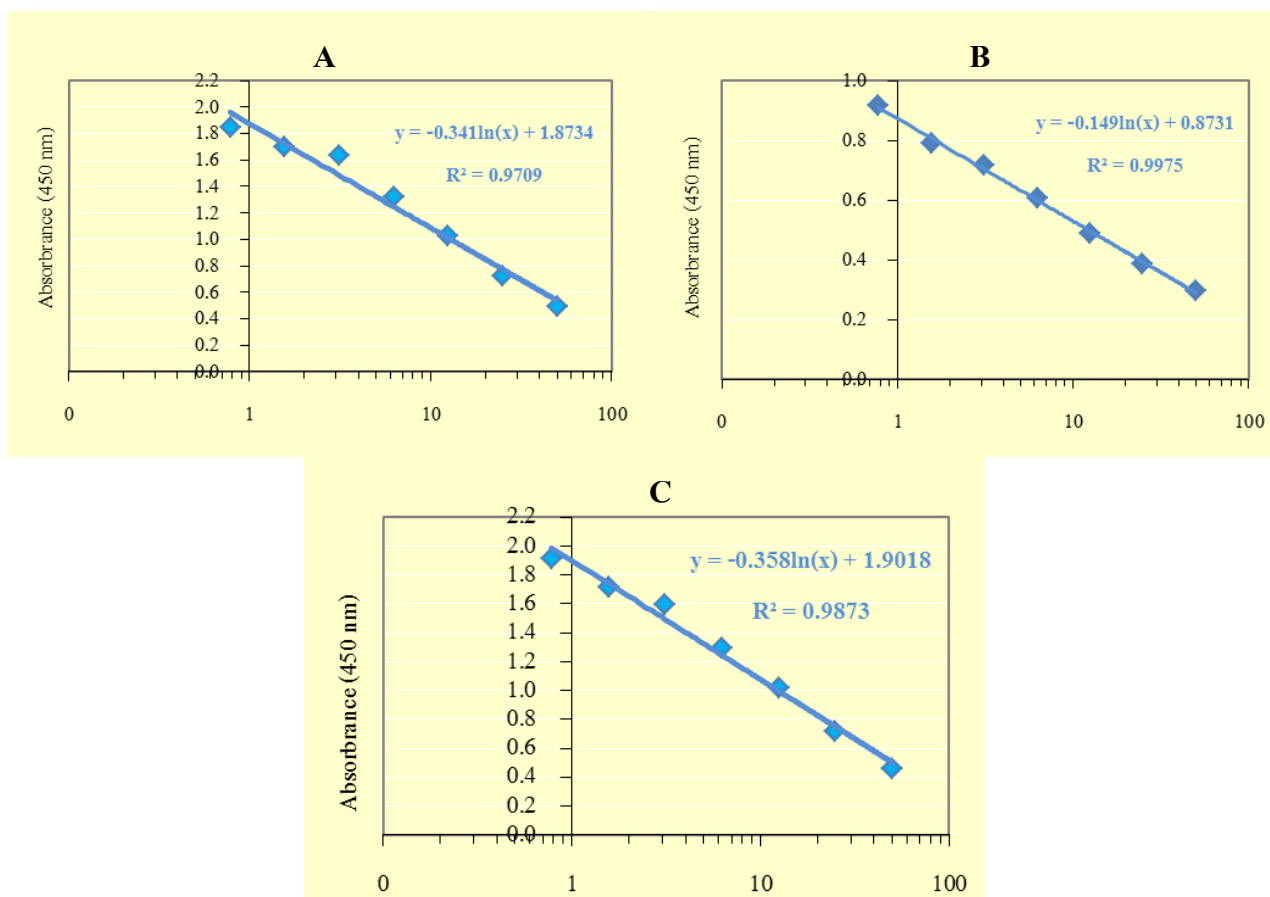 A
Absorbrance (450 nm)
2.2
2.0
1.8
1.6
1.4
1.2
1.0
0.8
0.6
0.4
0.2
0.0
y = -0.341ln(x) + 1.8734
R² = 0.9709
0 1 10 100
B
Absorbrance (450 nm)
1.0
0.8
0.6
0.4
0.2
0.0
y = -0.149ln(x) + 0.8731
R² = 0.9975
0 1 10 100
C
Absorbrance (450 nm)
2.2
2.0
1.8
1.6
1.4
1.2
1.0
0.8
0.6
0.4
0.2
0.0
y = -0.358ln(x) + 1.9018
R² = 0.9873
0 1 10 100